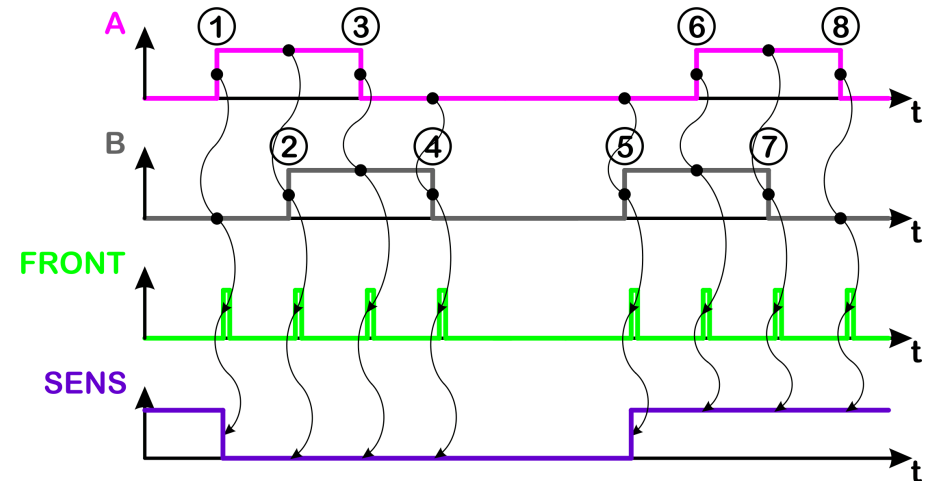 A
① ③ ⑥ ⑧
t
B
② ④ ⑤ ⑦
t
FRONT
t
SENS
t